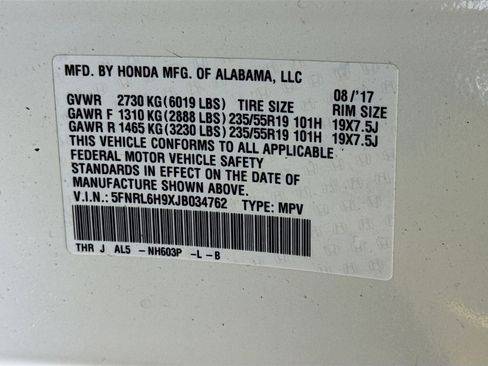 MFD. BY HONDA MFG. OF ALABAMA, LLC
08/'17
GVWR 2730 KG(6019 LBS) TIRE SIZE RIM SIZE
GAWR F 1310 KG(2888 LBS) 235/55R19 101H 19X7.5J
GAWR R 1465 KG(3230 LBS) 235/55R19 101H 19X7.5J
THIS VEHICLE CONFORMS TO ALL APPLICABLE
FEDERAL MOTOR VEHICLE SAFETY
STANDARDS IN EFFECT ON THE DATE OF
MANUFACTURE SHOWN ABOVE.
V.I.N.: 5FNRL6H9XJB034762 TYPE: MPV
THR J AL5 - NH603P -L - B